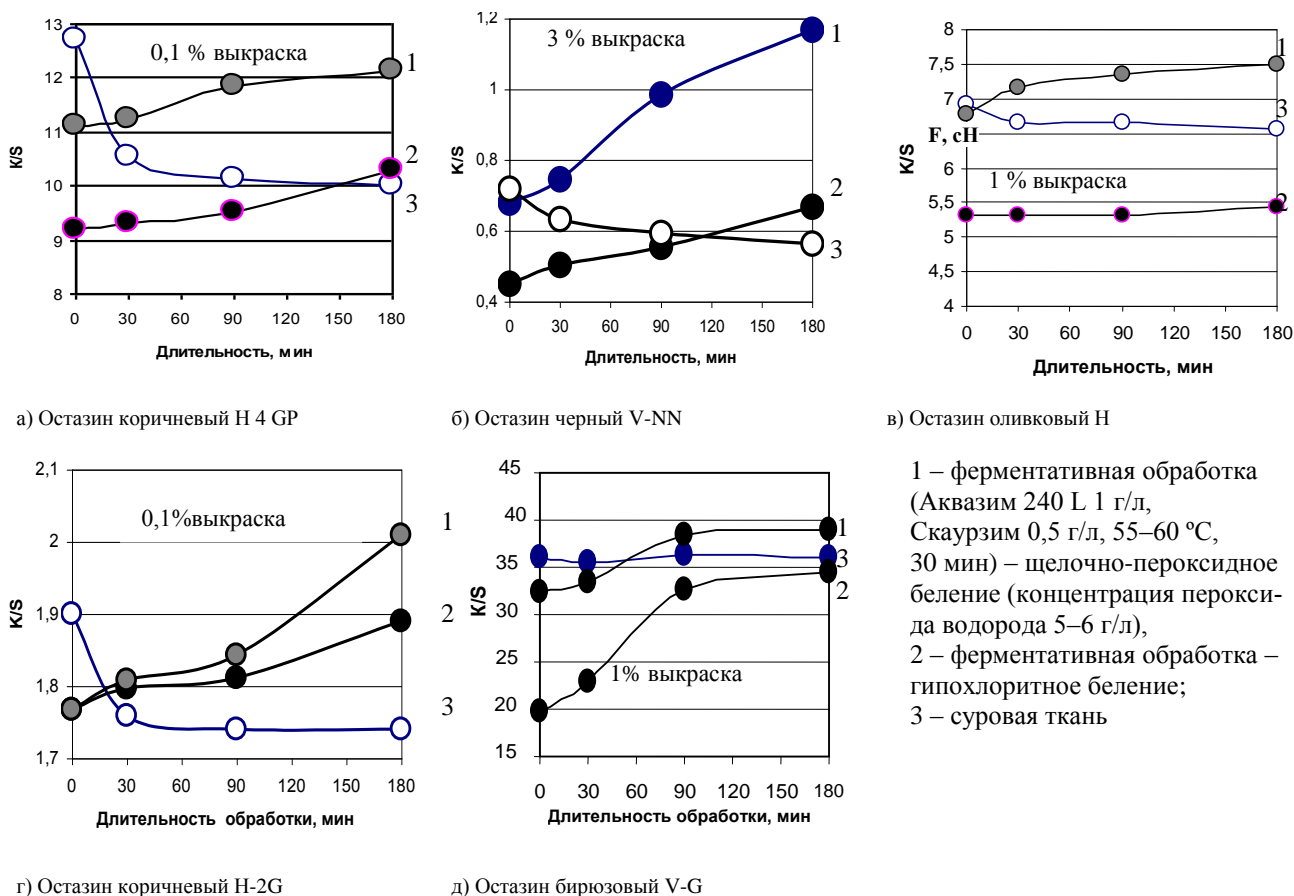 13
12
11
10
9
8
0,1 % выкраска
1
2
3
K/S
0 30 60 90 120 150 180
Длительность, мин
а) Остазин коричневый Н 4 GP
1,2
1
0,8
0,6
0,4
3 % выкраска
1
2
3
K/S
0 30 60 90 120 150 180
Длительность, мин
б) Остазин черный V-NN
8
7,5
7
6,5
6
5,5
5
4,5
4
F, сН
1 % выкраска
1
3
2
K/S
0 30 60 90 120 150 180
Длительность, мин
в) Остазин оливковый Н
2,1
2
1,9
1,8
1,7
0,1%выкраска
1
2
3
K/S
0 30 60 90 120 150 180
Длительность обработки, мин
г) Остазин коричневый Н-2G
45
40
35
30
25
20
15
1% выкраска
1
3
2
K/S
0 30 60 90 120 150 180
Длительность обработки, мин
д) Остазин бирюзовый V-G
1 – ферментативная обработка
(Аквазим 240 L 1 г/л,
Скаурзим 0,5 г/л, 55–60 ºС,
30 мин) – щелочно-пероксидное
беление (концентрация перокси-
да водорода 5–6 г/л),
2 – ферментативная обработка –
гипохлоритное беление;
3 – суровая ткань